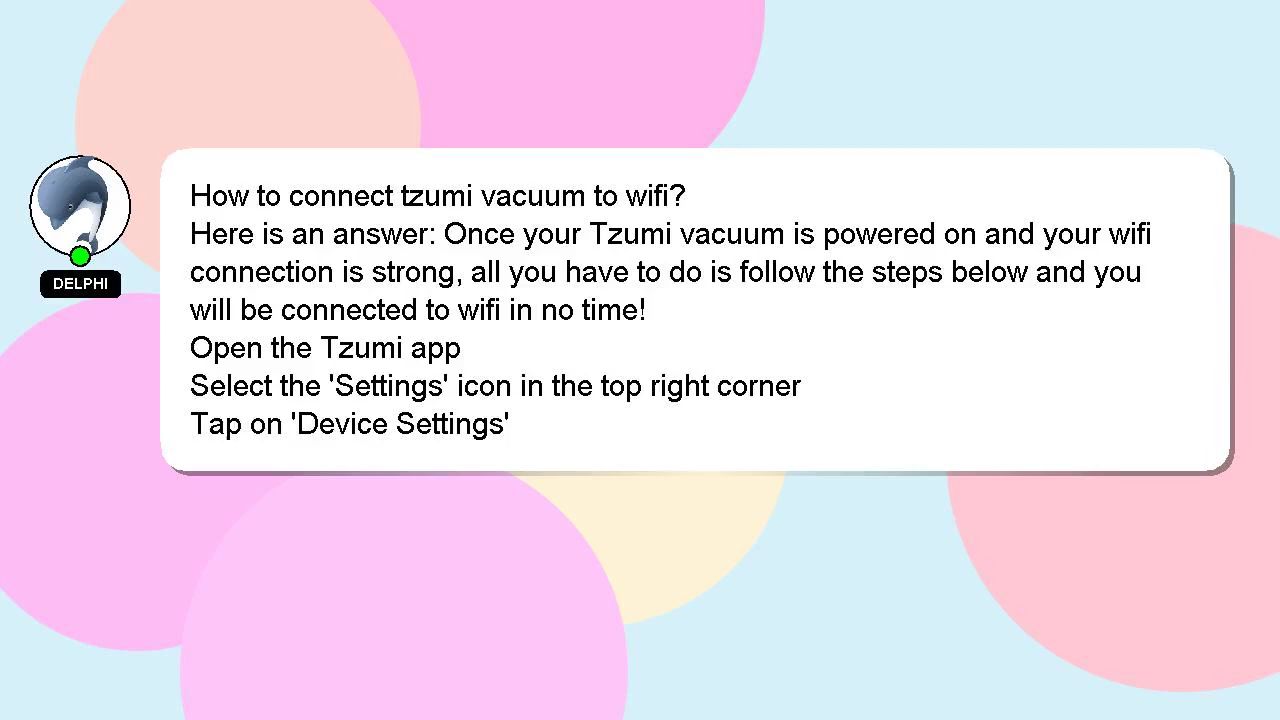 How to connect tzumi vacuum to wifi?
Here is an answer: Once your Tzumi vacuum is powered on and your wifi
connection is strong, all you have to do is follow the steps below and you
will be connected to wifi in no time!
Open the Tzumi app
Select the 'Settings' icon in the top right corner
Tap on 'Device Settings'
DELPHI